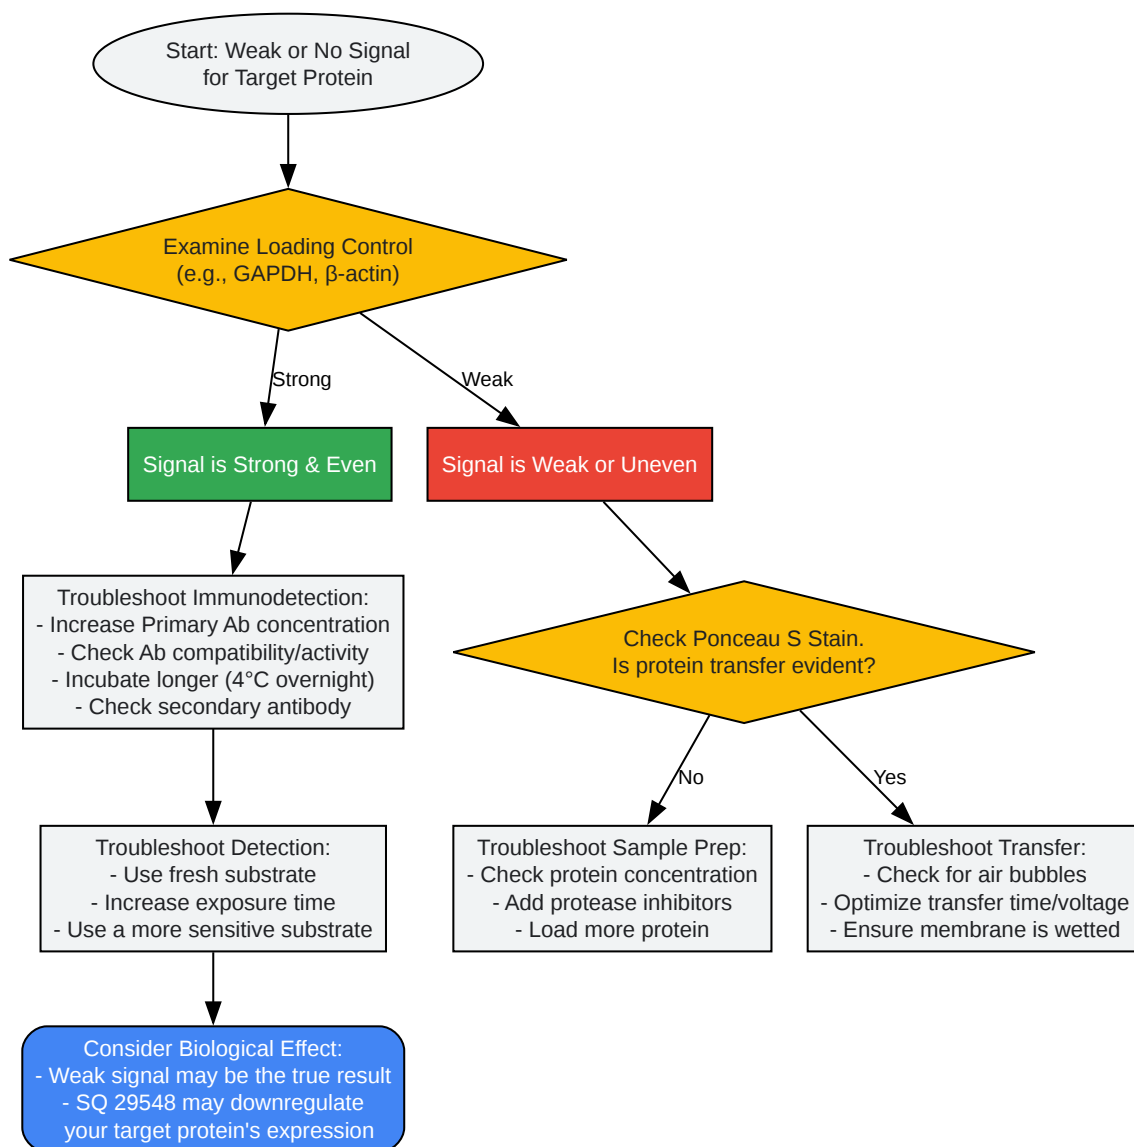 Start: Weak or No Signal
for Target Protein
Examine Loading Control
(e.g., GAPDH, β-actin)
Strong
Weak
Signal is Strong & Even
Signal is Weak or Uneven
Troubleshoot Immunodetection:
- Increase Primary Ab concentration
- Check Ab compatibility/activity
- Incubate longer (4°C overnight)
- Check secondary antibody
Check Ponceau S Stain.
Is protein transfer evident?
No
Yes
Troubleshoot Detection:
- Use fresh substrate
- Increase exposure time
- Use a more sensitive substrate
Troubleshoot Sample Prep:
- Check protein concentration
- Add protease inhibitors
- Load more protein
Troubleshoot Transfer:
- Check for air bubbles
- Optimize transfer time/voltage
- Ensure membrane is wetted
Consider Biological Effect:
- Weak signal may be the true result
- SQ 29548 may downregulate
your target protein's expression